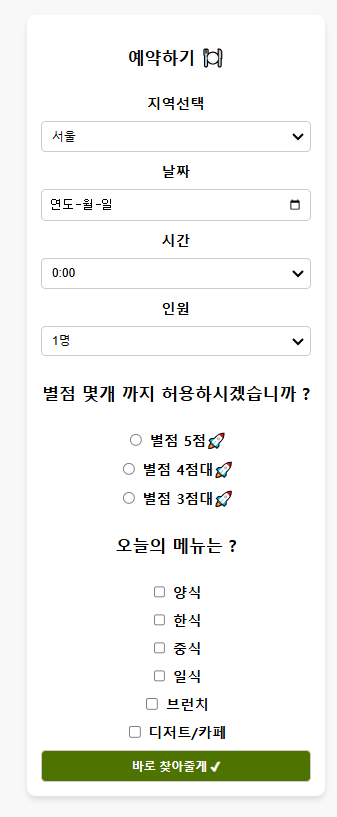 예약하기 🍽
지역선택
서울
날짜
연도-월-일
시간
0:00
인원
1명
별점 몇개 까지 허용하시겠습니까 ?
별점 5점🚀
별점 4점대🚀
별점 3점대🚀
오늘의 메뉴는 ?
양식
한식
중식
일식
브런치
디저트/카페
바로 찾아줄게 ✔